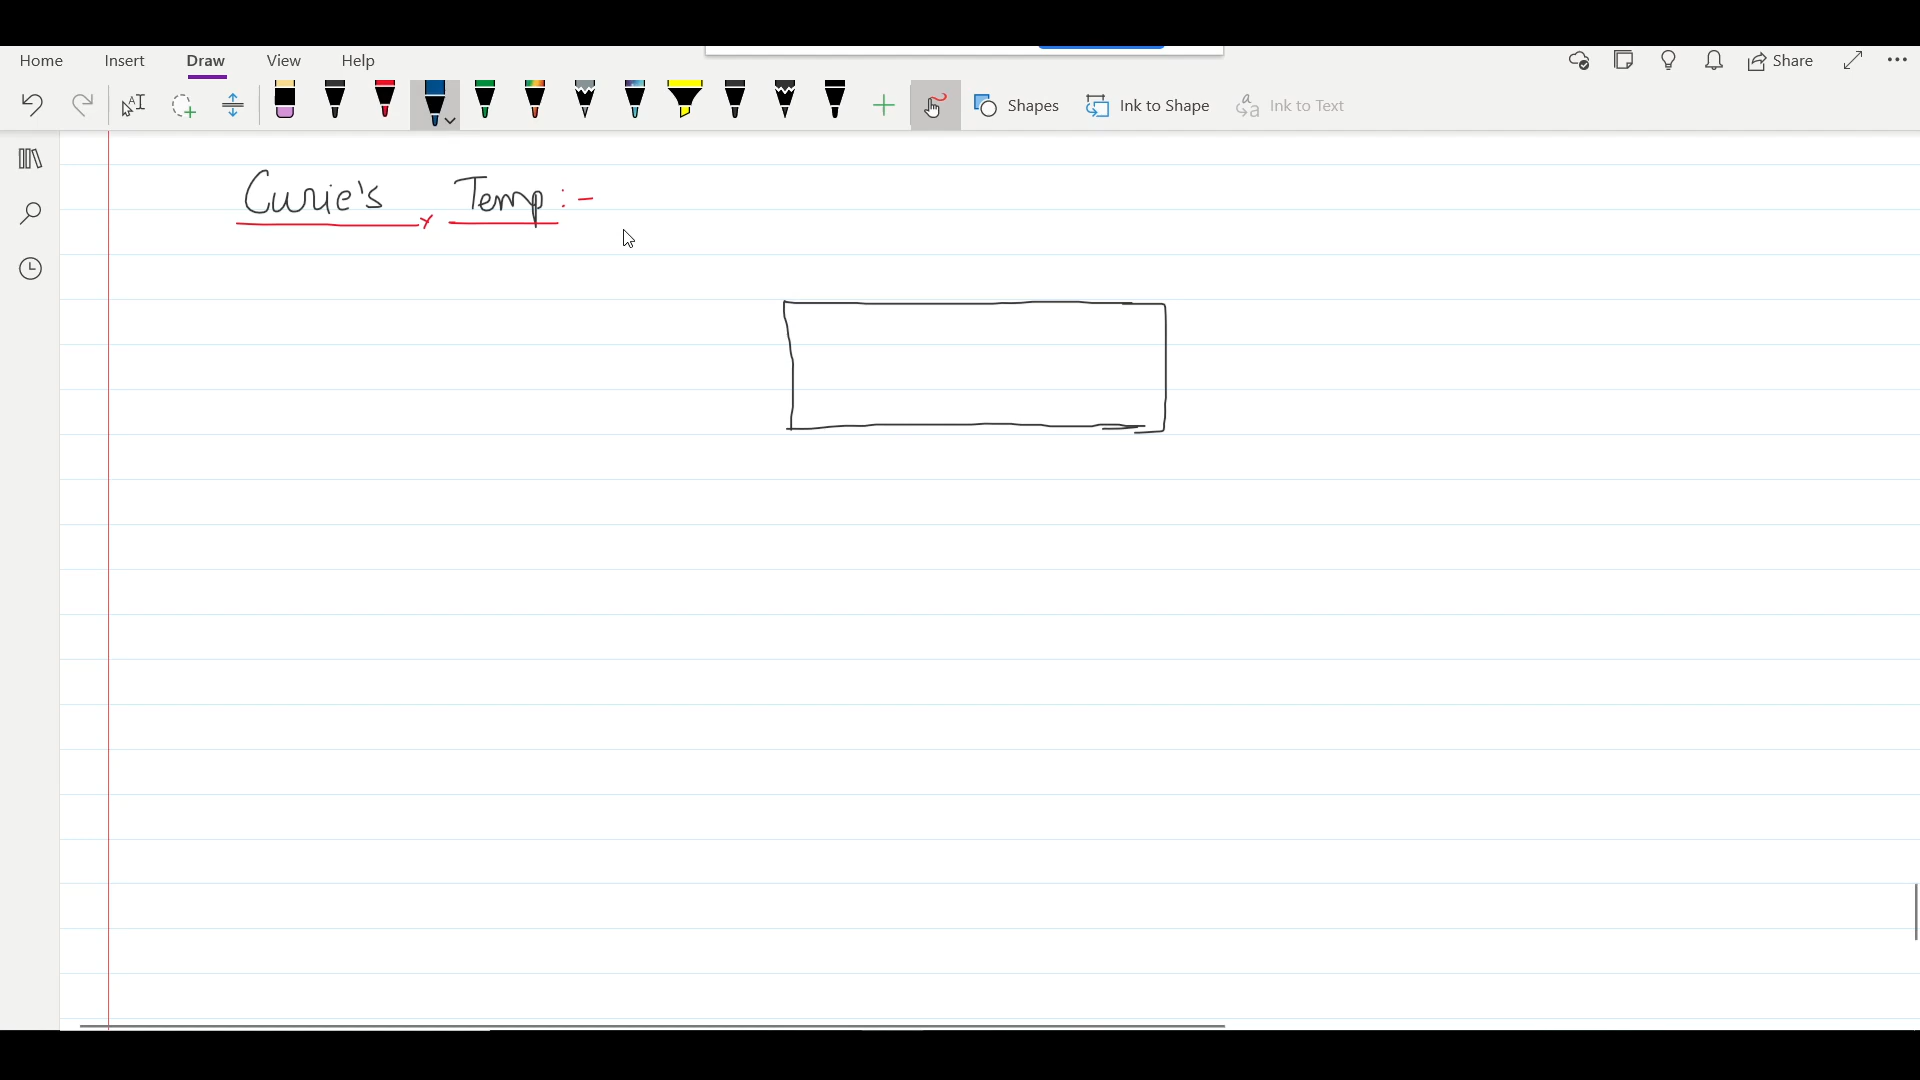 Home Insert Draw View Help Share
Shapes Ink to Shape Ink to Text
Curie's Temp :-